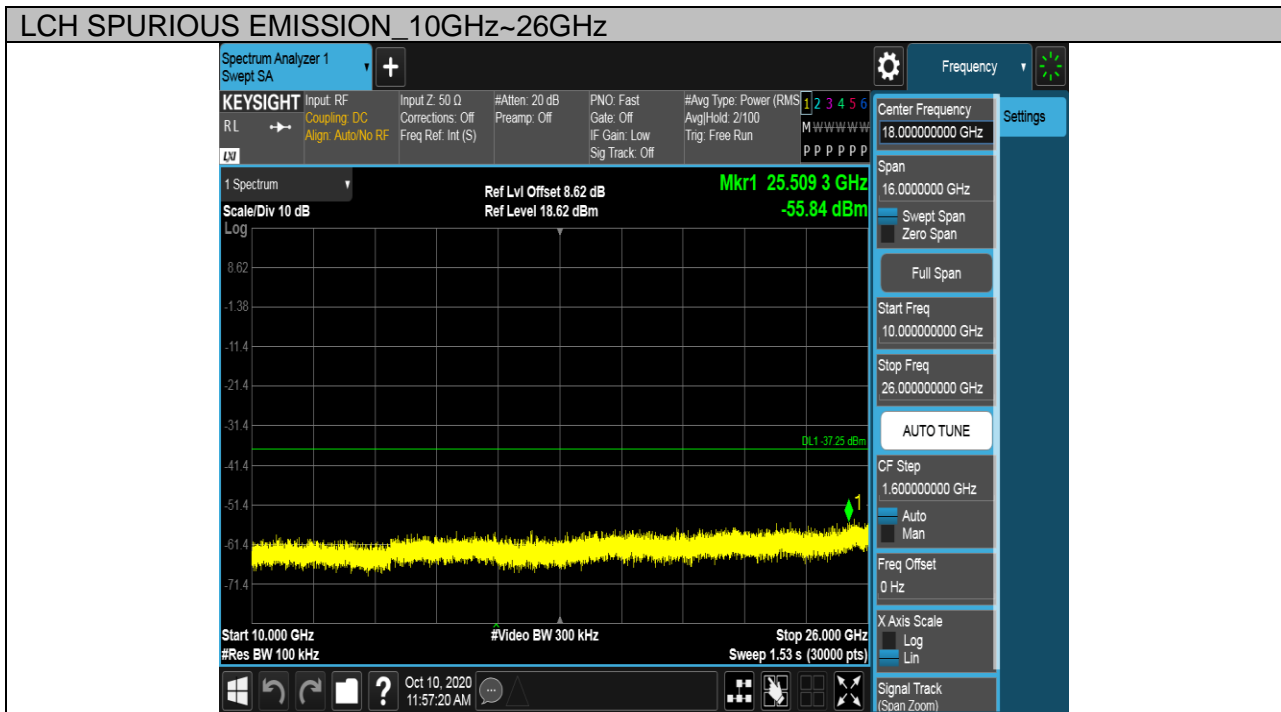 LCH SPURIOUS EMISSION_10GHz~26GHz
Spectrum Analyzer 1
Swept SA
+
Frequency
KEYSIGHT
RL
LXI
Input: RF
Coupling: DC
Align: Auto/No RF
Input Z: 50 Ω
Corrections: Off
Freq Ref: Int (S)
#Atten: 20 dB
Preamp: Off
PNO: Fast
Gate: Off
IF Gain: Low
Sig Track: Off
#Avg Type: Power (RMS
Avg|Hold: 2/100
Trig: Free Run
1 2 3 4 5 6
M W W W W W
P P P P P P
Settings
Center Frequency
18.000000000 GHz
Span
16.0000000 GHz
Swept Span
Zero Span
Full Span
Start Freq
10.000000000 GHz
Stop Freq
26.000000000 GHz
AUTO TUNE
CF Step
1.600000000 GHz
Auto
Man
Freq Offset
0 Hz
X Axis Scale
Log
Lin
Signal Track
(Span Zoom)
1 Spectrum
Scale/Div 10 dB
Log
Ref Lvl Offset 8.62 dB
Ref Level 18.62 dBm
Mkr1 25.509 3 GHz
-55.84 dBm
8.62
-1.38
-11.4
-21.4
-31.4
DL1 -37.25 dBm
-41.4
-51.4
1
-61.4
-71.4
Start 10.000 GHz
#Res BW 100 kHz
#Video BW 300 kHz
Stop 26.000 GHz
Sweep 1.53 s (30000 pts)
?
Oct 10, 2020
11:57:20 AM